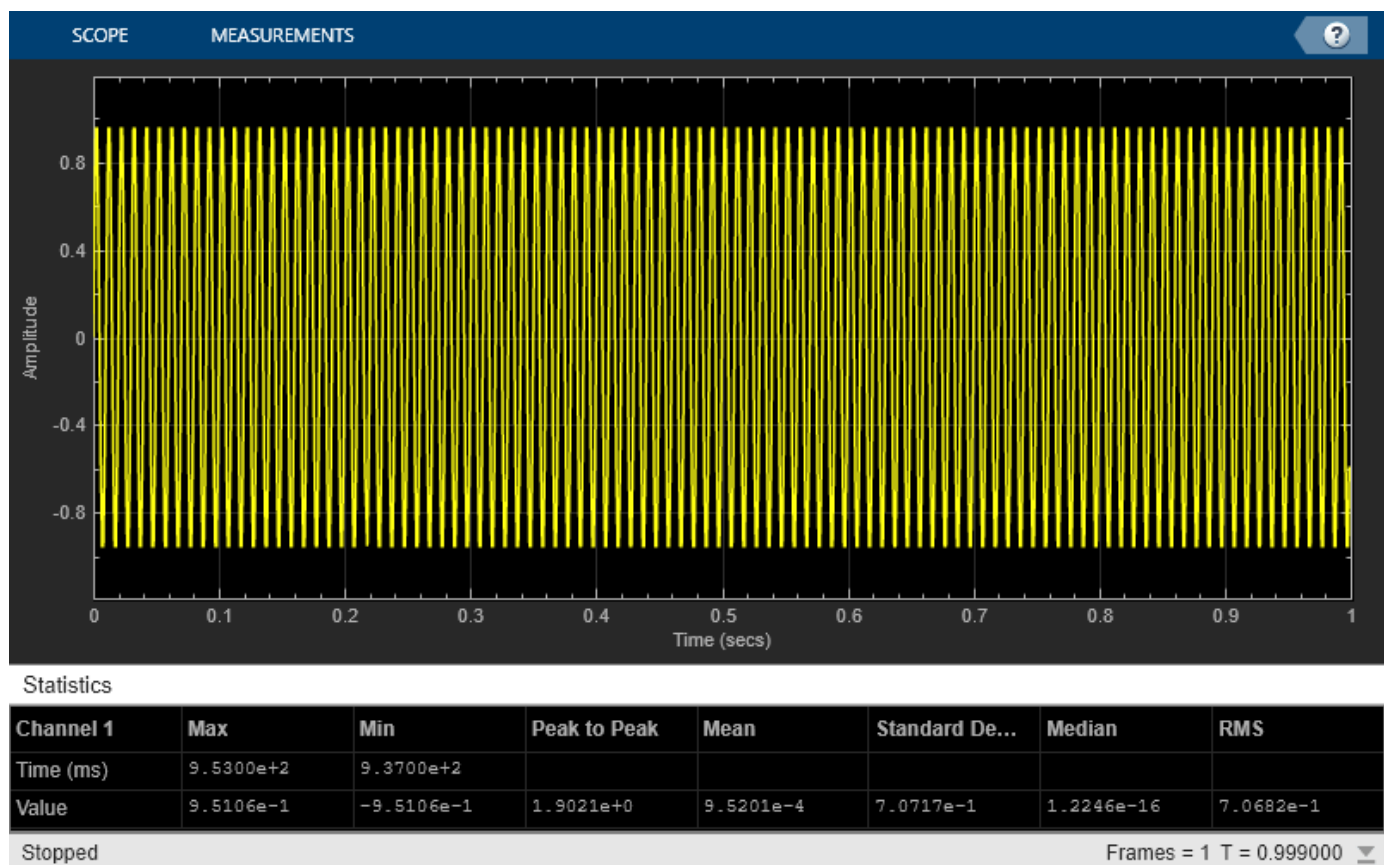 SCOPE MEASUREMENTS ?
0.8
0.4
0
-0.4
-0.8
Amplitude
0 0.1 0.2 0.3 0.4 0.5 0.6 0.7 0.8 0.9 1
Time (secs)
Statistics
Channel 1 Max Min Peak to Peak Mean Standard De... Median RMS
Time (ms) 9.5300e+2 9.3700e+2
Value 9.5106e-1 -9.5106e-1 1.9021e+0 9.5201e-4 7.0717e-1 1.2246e-16 7.0682e-1
Stopped Frames = 1 T = 0.999000